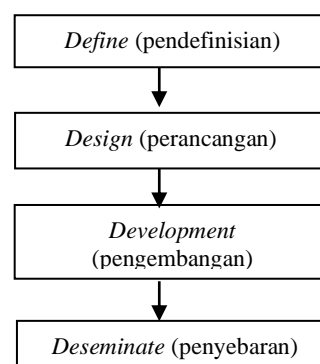 Define (pendefinisian)
Design (perancangan)
Development
(pengembangan)
Deseminate (penyebaran)